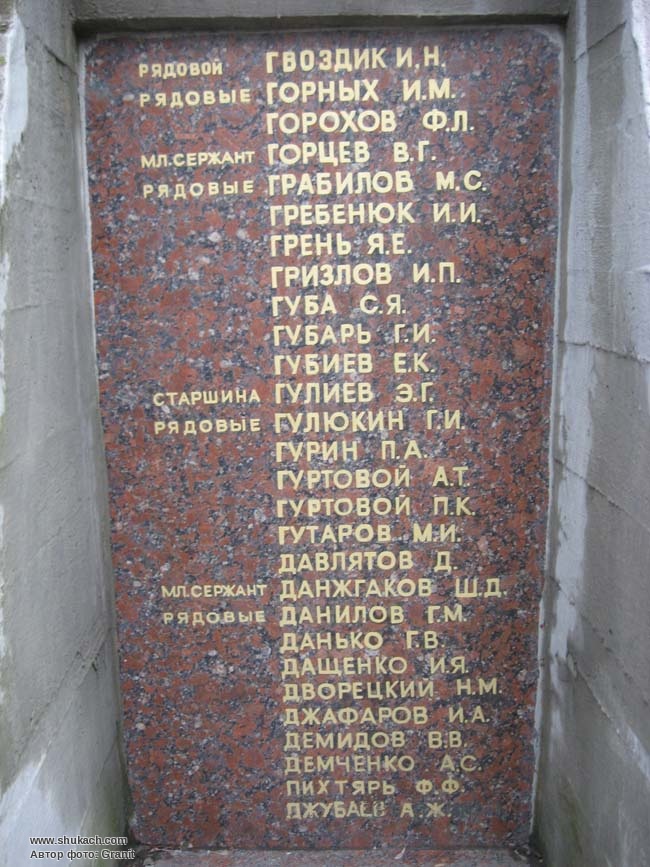 РЯДОВОЙ ГВОЗДИК И.Н.
РЯДОВЫЕ ГОРНЫХ И.М.
ГОРОХОВ Ф.Л.
МЛ.СЕРЖАНТ ГОРЦЕВ В.Г.
РЯДОВЫЕ ГРАБИЛОВ М.С.
ГРЕБЕНЮК И.И.
ГРЕНЬ Я.Е.
ГРИЗЛОВ И.П.
ГУБА С.Я.
ГУБАРЬ Г.И.
ГУБИЕВ Е.К.
СТАРШИНА ГУЛИЕВ Э.Г.
РЯДОВЫЕ ГУЛЮКИН Г.И.
ГУРИН П.А.
ГУРТОВОЙ А.Т.
ГУРТОВОЙ П.К.
ГУТАРОВ М.И.
ДАВЛЯТОВ Д.
МЛ.СЕРЖАНТ ДАНЖГАКОВ Ш.Д.
РЯДОВЫЕ ДАНИЛОВ Г.М.
ДАНЬКО Г.В.
ДАЩЕНКО И.Я.
ДВОРЕЦКИЙ Н.М.
ДЖАФАРОВ И.А.
ДЕМИДОВ В.В.
ДЕМЧЕНКО А.С.
ПИХТЯРЬ Ф.Ф.
ДЖУБАЕВ А.Ж.
www.shukach.com
Автор фото: Granit